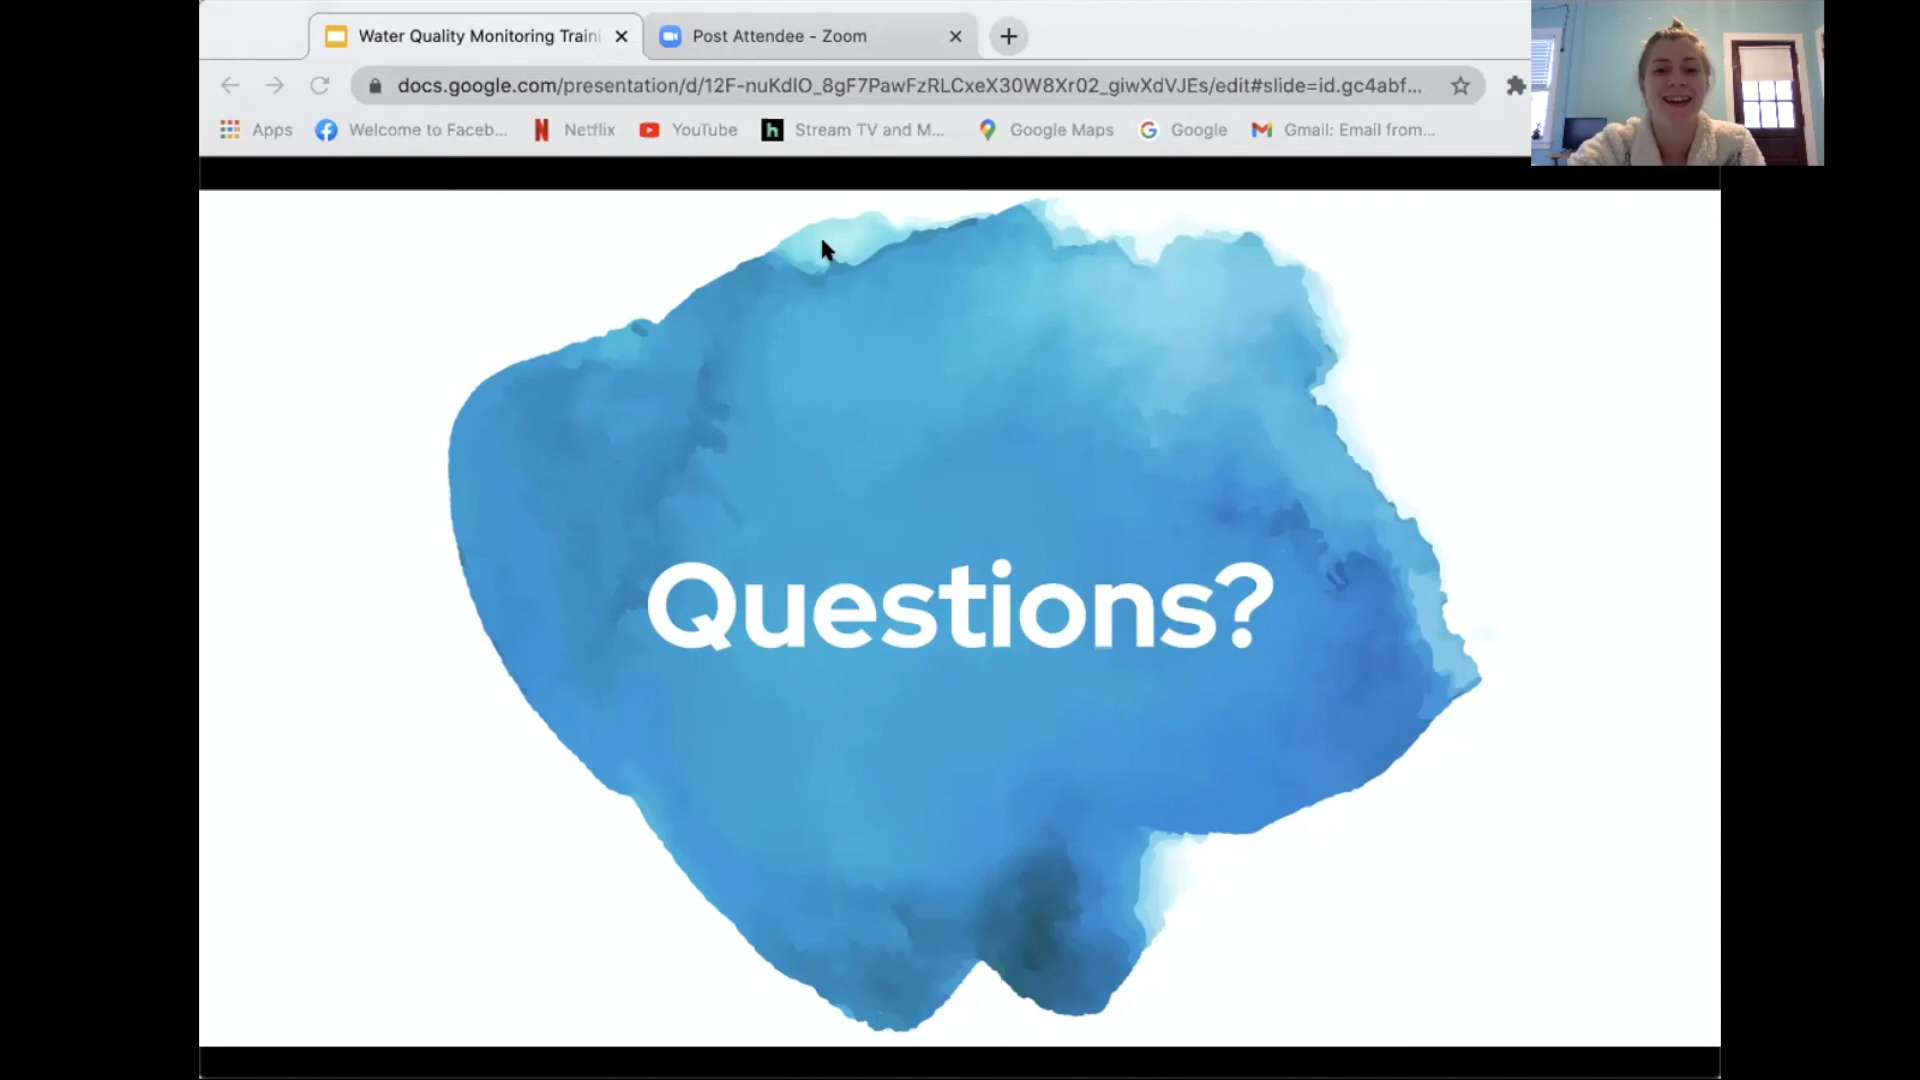 Water Quality Monitoring Traini
Post Attendee - Zoom
docs.google.com/presentation/d/12F-nuKdlO_8gF7PawFzRLCxeX30W8Xr02_giwXdVJEs/edit#slide=id.gc4abf...
Apps
Welcome to Faceb...
Netflix
YouTube
h
Stream TV and M...
Google Maps
Google
Gmail: Email from...
Questions?